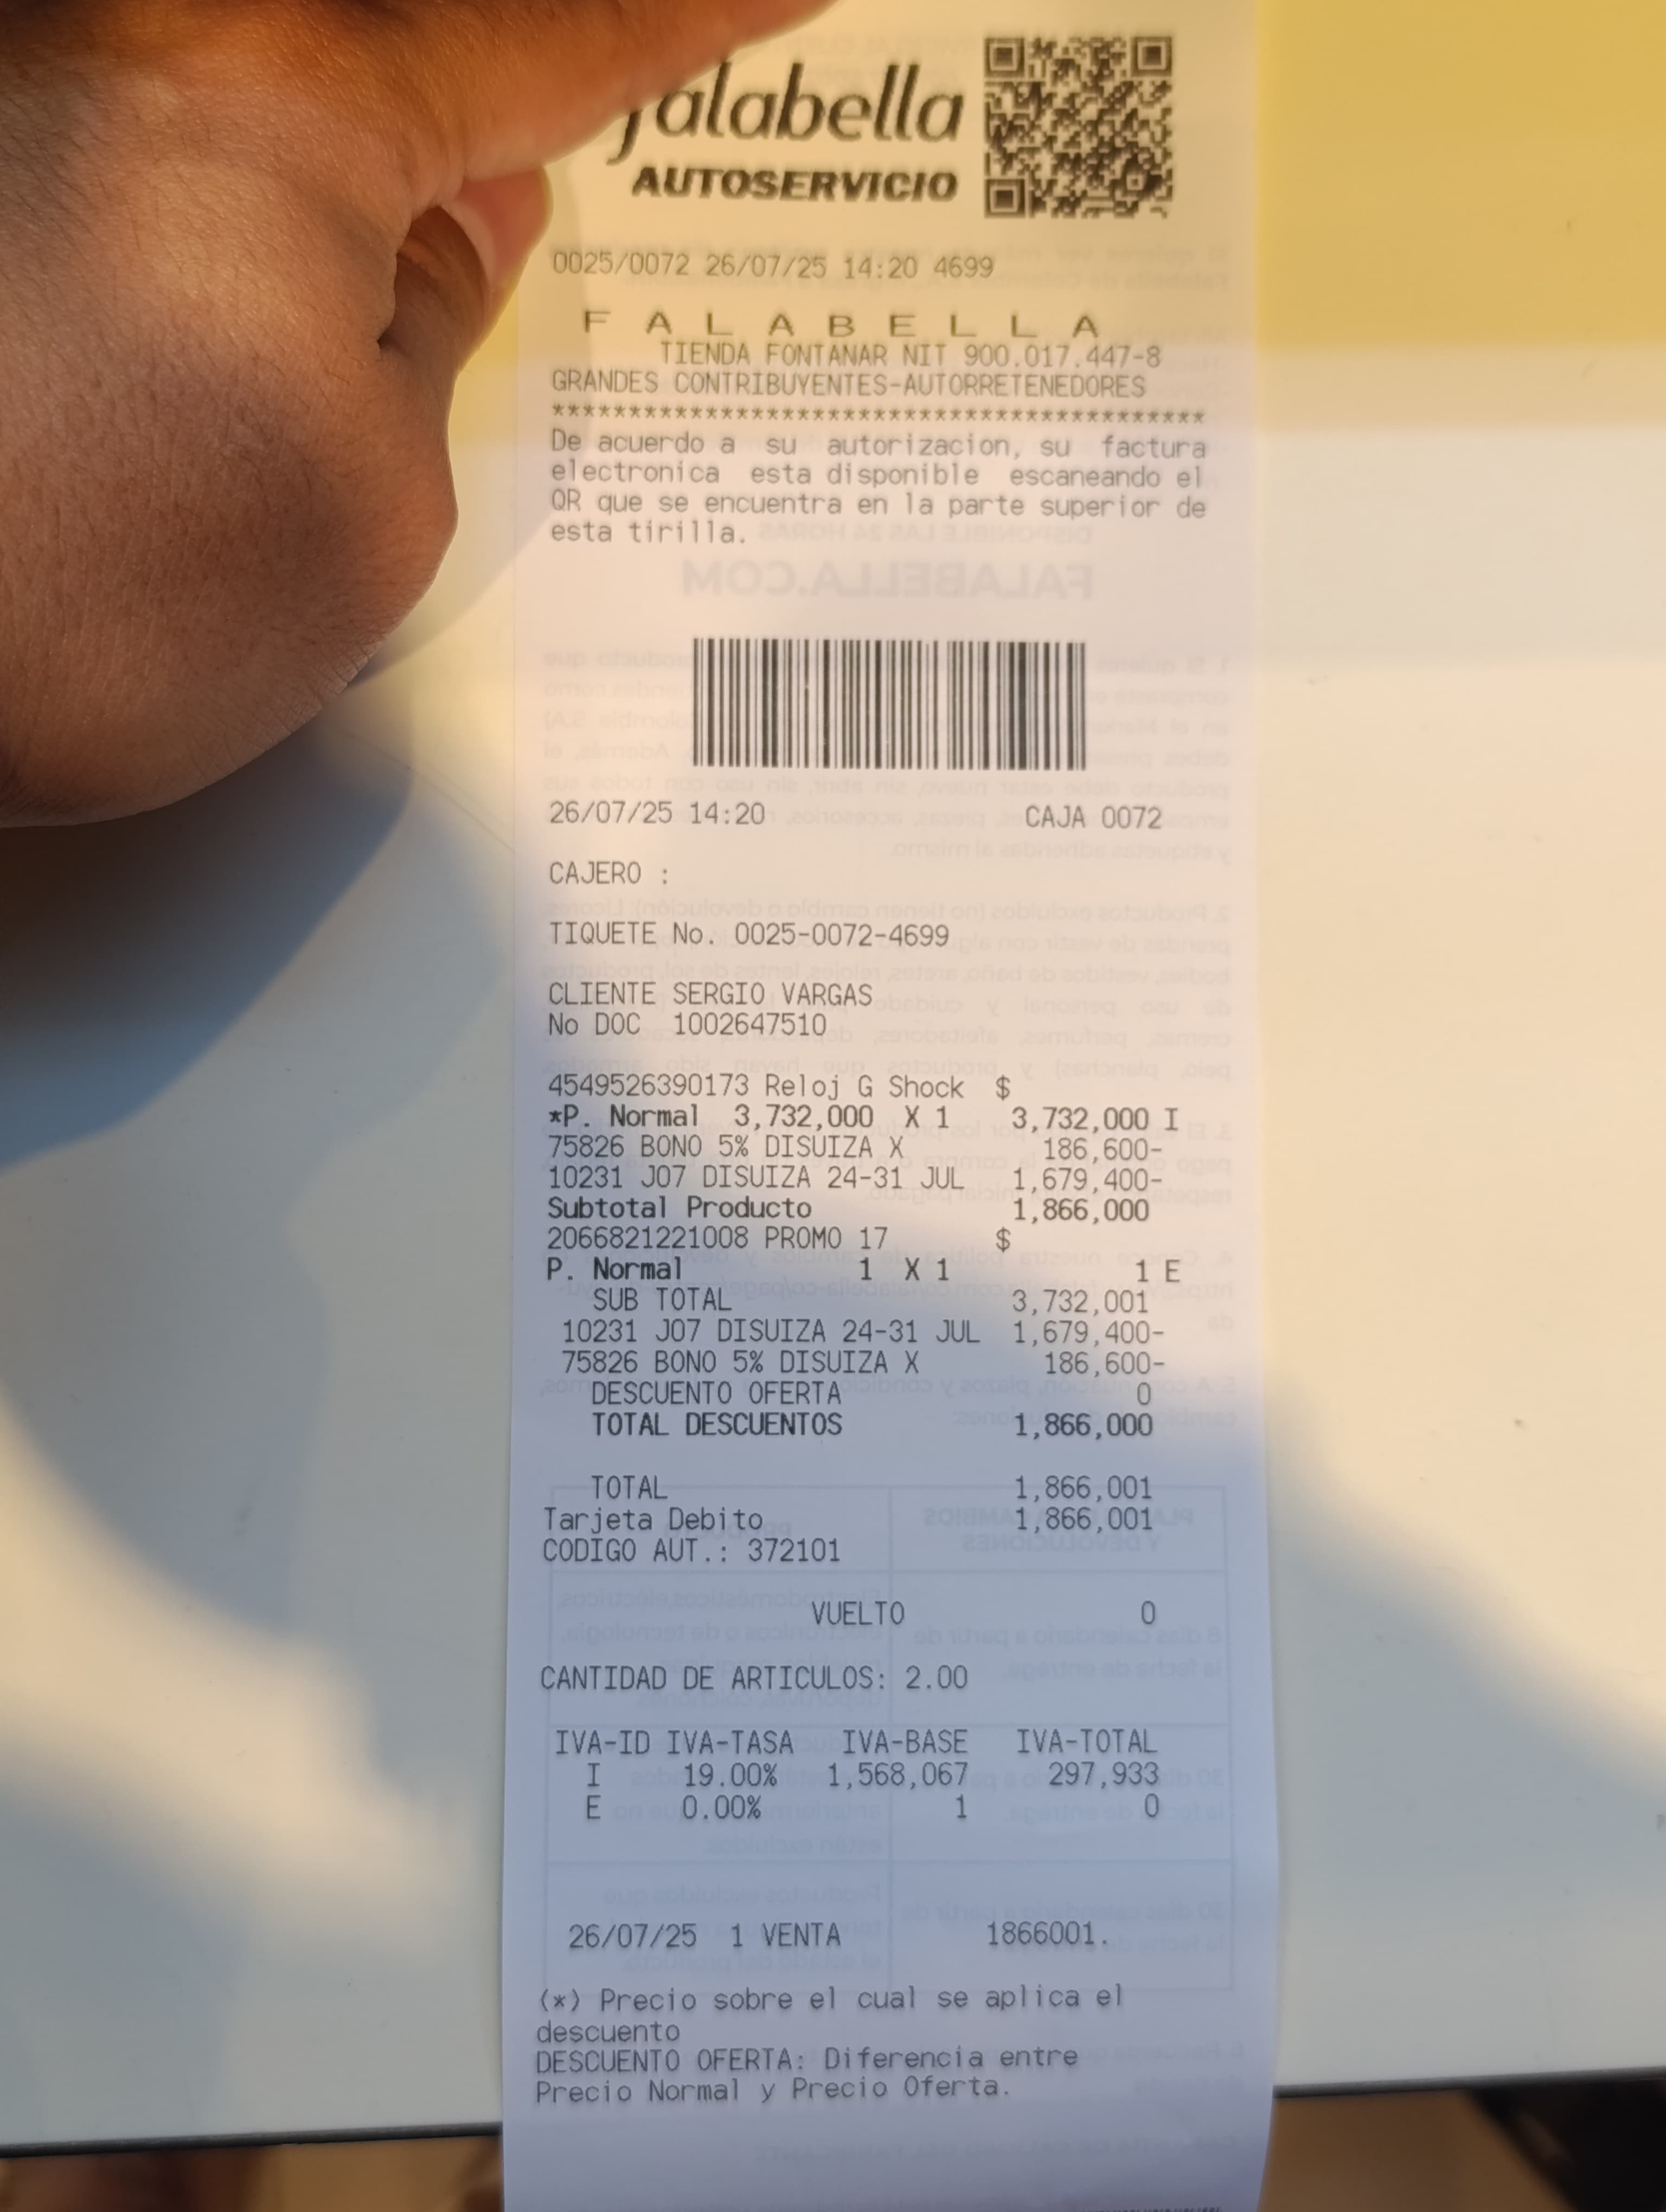 falabella
AUTOSERVICIO
0025/0072 26/07/25 14:20 4699
F A L A B E L L A
TIENDA FONTANAR NIT 900.017.447-8
GRANDES CONTRIBUYENTES-AUTORRETENEDORES
*******************************************
De acuerdo a su autorizacion, su factura
electronica esta disponible escaneando el
QR que se encuentra en la parte superior de
esta tirilla.
DISPONIBLE LAS 24 HORAS
FALABELLA.COM
26/07/25 14:20 CAJA 0072
CAJERO :
TIQUETE No. 0025-0072-4699
CLIENTE SERGIO VARGAS
No DOC 1002647510
4549526390173 Reloj G Shock $
*P. Normal 3,732,000 X 1 3,732,000 I
75826 BONO 5% DISUIZA X 186,600-
10231 J07 DISUIZA 24-31 JUL 1,679,400-
Subtotal Producto 1,866,000
2066821221008 PROMO 17 $
P. Normal 1 X 1 1 E
SUB TOTAL 3,732,001
10231 J07 DISUIZA 24-31 JUL 1,679,400-
75826 BONO 5% DISUIZA X 186,600-
DESCUENTO OFERTA 0
TOTAL DESCUENTOS 1,866,000
TOTAL 1,866,001
Tarjeta Debito 1,866,001
CODIGO AUT.: 372101
VUELTO 0
CANTIDAD DE ARTICULOS: 2.00
IVA-ID IVA-TASA IVA-BASE IVA-TOTAL
I 19.00% 1,568,067 297,933
E 0.00% 1 0
26/07/25 1 VENTA 1866001.
(*) Precio sobre el cual se aplica el
descuento
DESCUENTO OFERTA: Diferencia entre
Precio Normal y Precio Oferta.